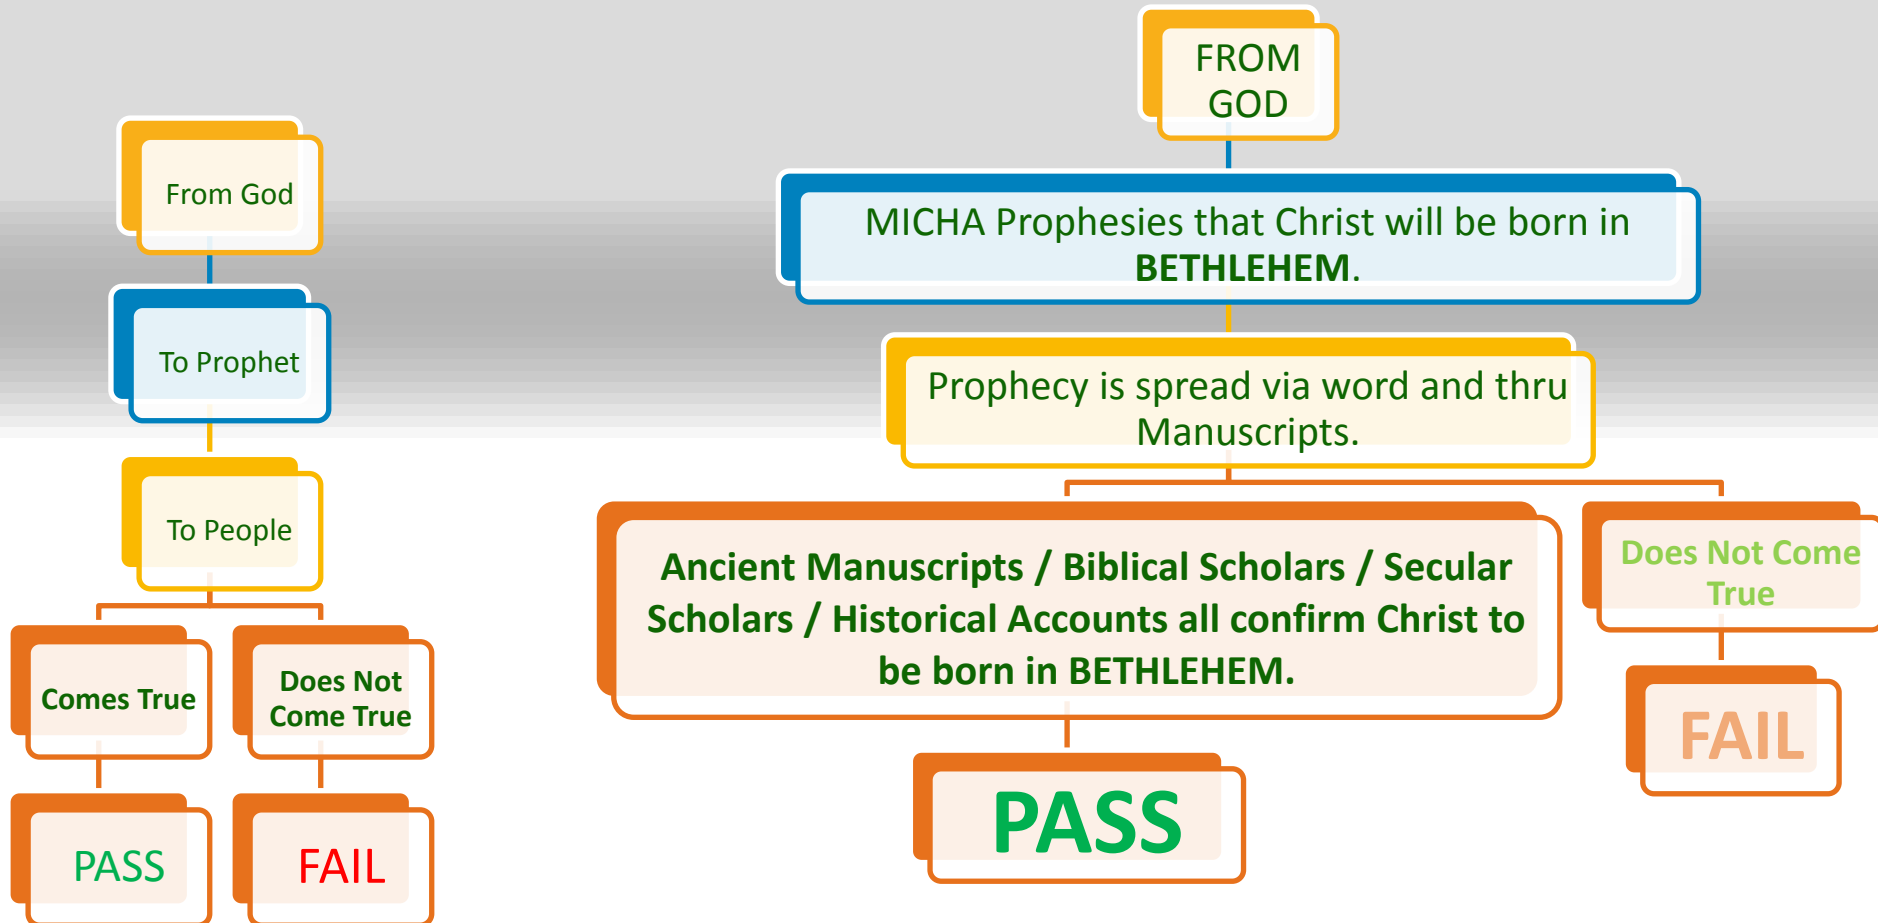 From God
To Prophet
To People
Comes True
Does Not
Come True
PASS
FAIL
FROM
GOD
MICHA Prophesies that Christ will be born in
BETHLEHEM.
Prophecy is spread via word and thru
Manuscripts.
Ancient Manuscripts / Biblical Scholars / Secular
Scholars / Historical Accounts all confirm Christ to
be born in BETHLEHEM.
Does Not Come
True
PASS
FAIL